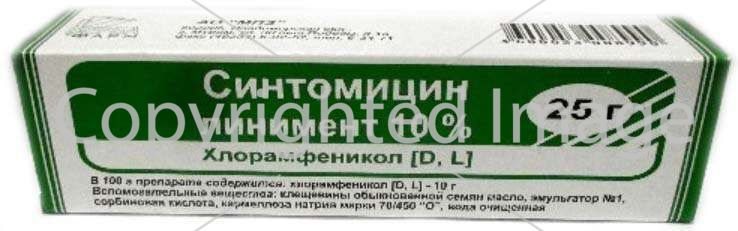 АО "МПЗ"
Синтомицин
линимент 10 %
25 г
Хлорамфеникол [D, L]
В 100 г препарата содержится: хлорамфеникол [D, L] - 10 г
Вспомогательные вещества: клещевины обыкновенной семян масло, эмульгатор №1,
сорбиновая кислота, кармеллоза натрия марки 70/450 "О", вода очищенная
Copyrighted Image